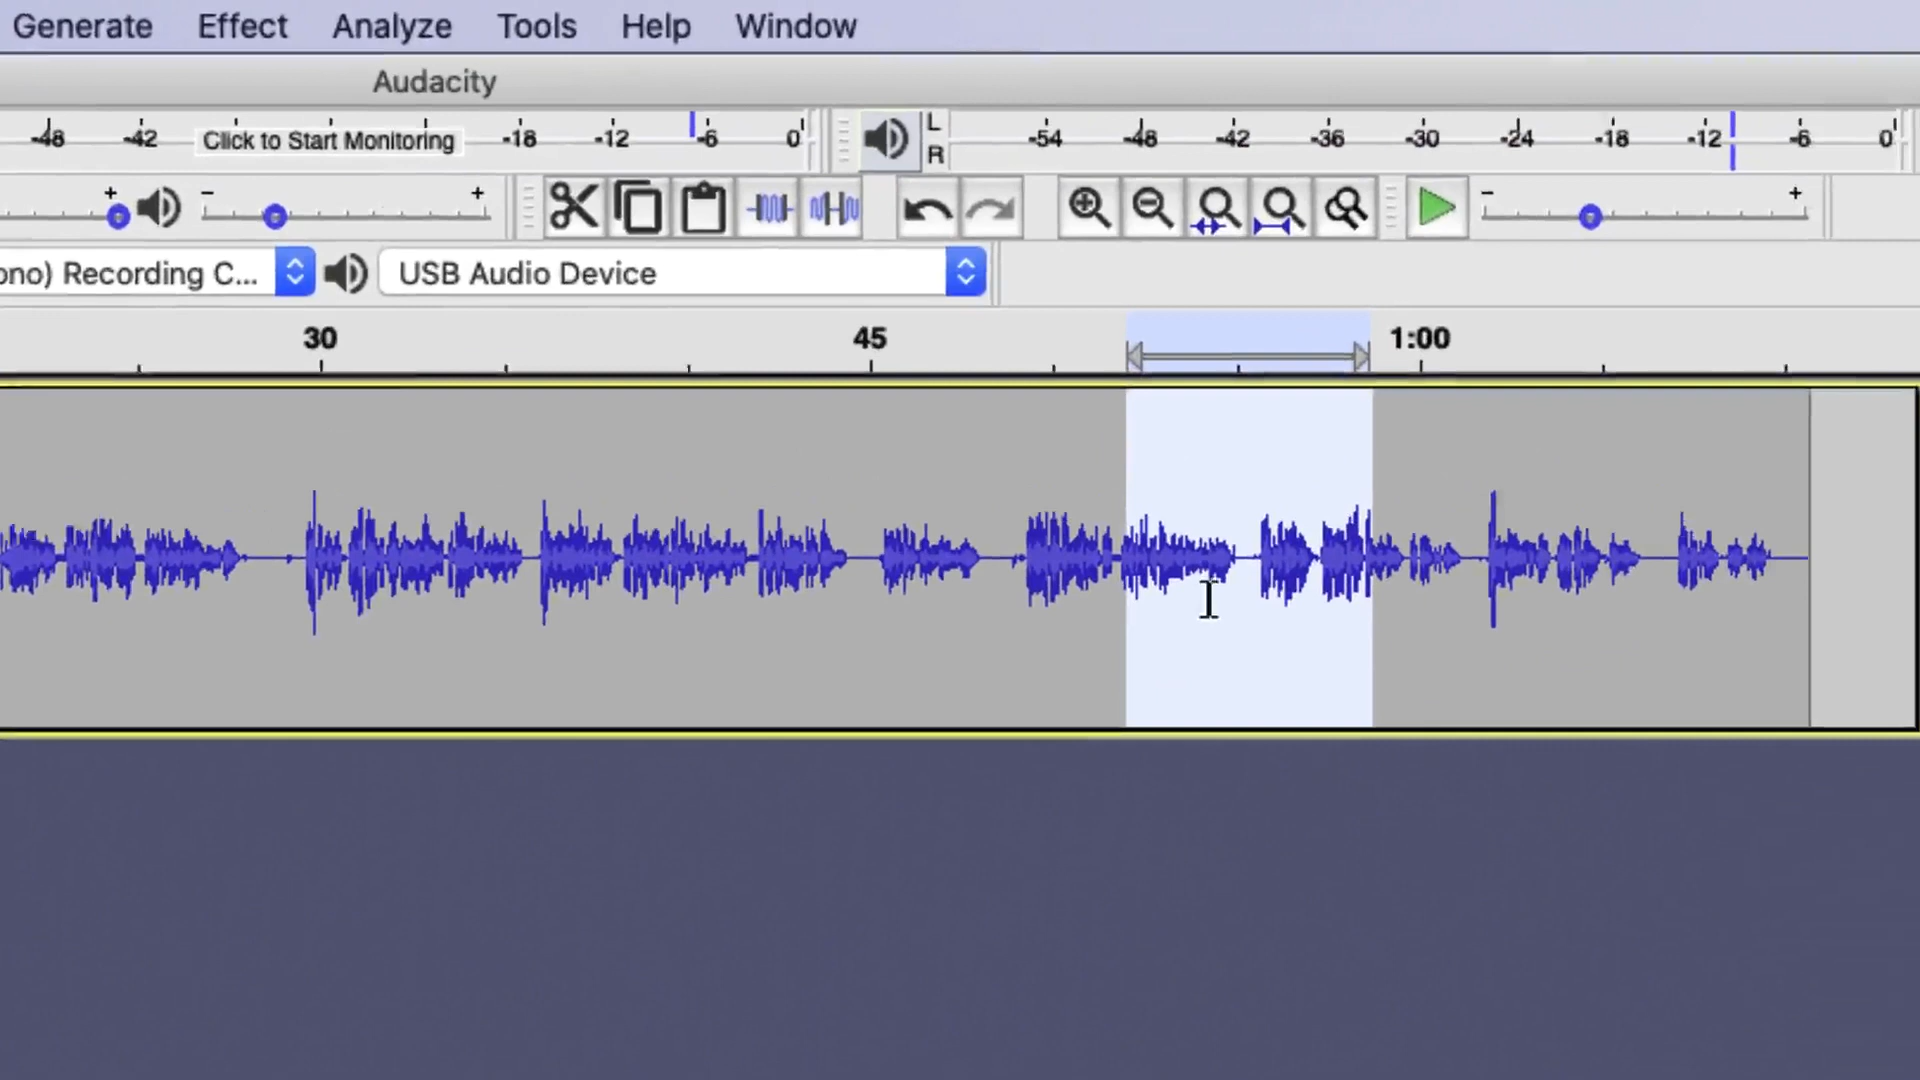 Generate Effect Analyze Tools Help Window
Audacity
-48 -42 Click to Start Monitoring -18 -12 -6 0 L -54 -48 -42 -36 -30 -24 -18 -12 -6 0
R
+ - + - +
ono) Recording C... USB Audio Device
30 45 1:00